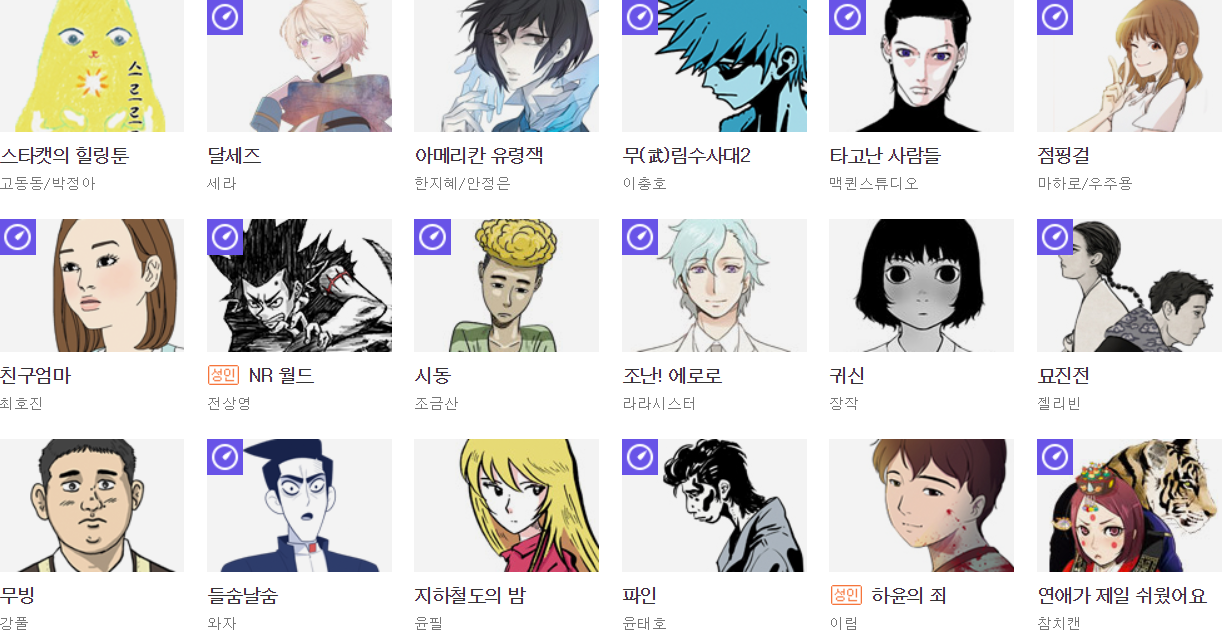 스르르르
스타캣의 힐링툰
고동동/박정아
달세즈
세라
아메리칸 유령잭
한지혜/안정은
무(武)림수사대2
이충호
타고난 사람들
맥퀸스튜디오
점핑걸
마하로/우주용
친구엄마
최호진
성인 NR 월드
전상영
시동
조금산
조난! 에로로
라라시스터
귀신
장작
묘진전
젤리빈
무빙
강풀
들숨날숨
와자
지하철도의 밤
윤필
파인
윤태호
성인 하윤의 죄
이림
연애가 제일 쉬웠어요
참치캔